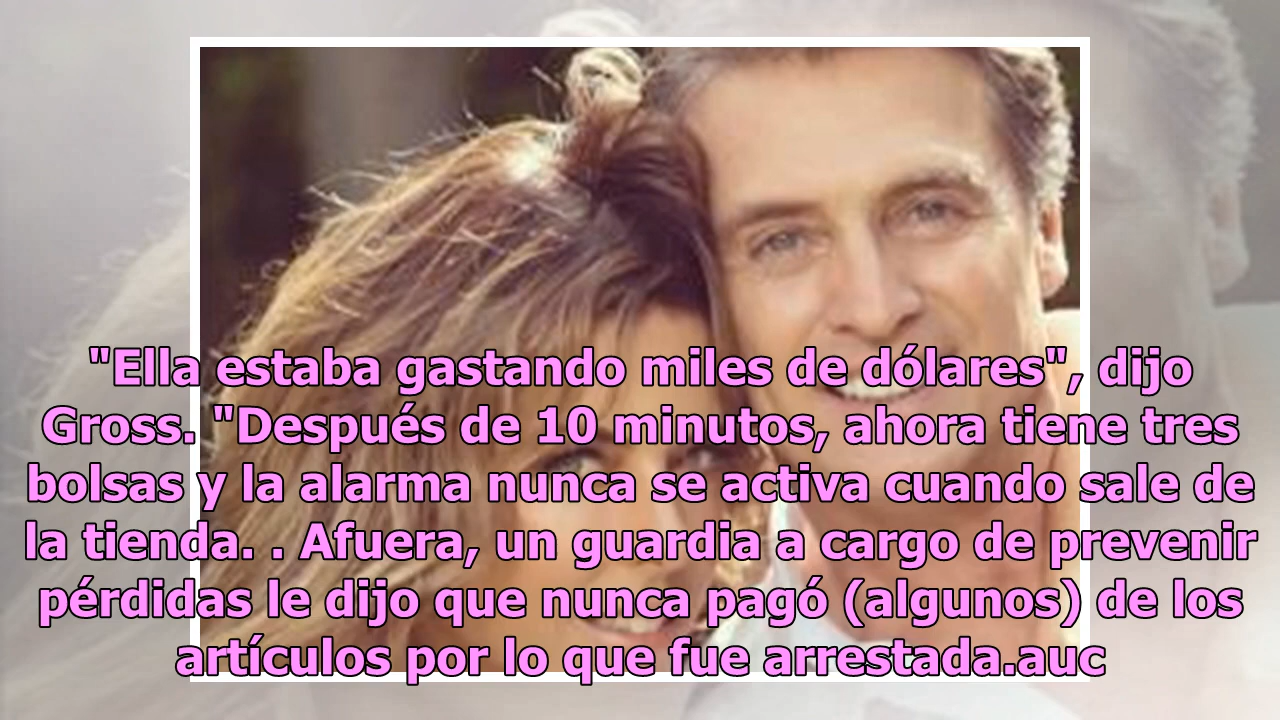 "Ella estaba gastando miles de dólares", dijo
Gross. "Después de 10 minutos, ahora tiene tres
bolsas y la alarma nunca se activa cuando sale de
la tienda. . Afuera, un guardia a cargo de prevenir
pérdidas le dijo que nunca pagó (algunos) de los
artículos por lo que fue arrestada.auc